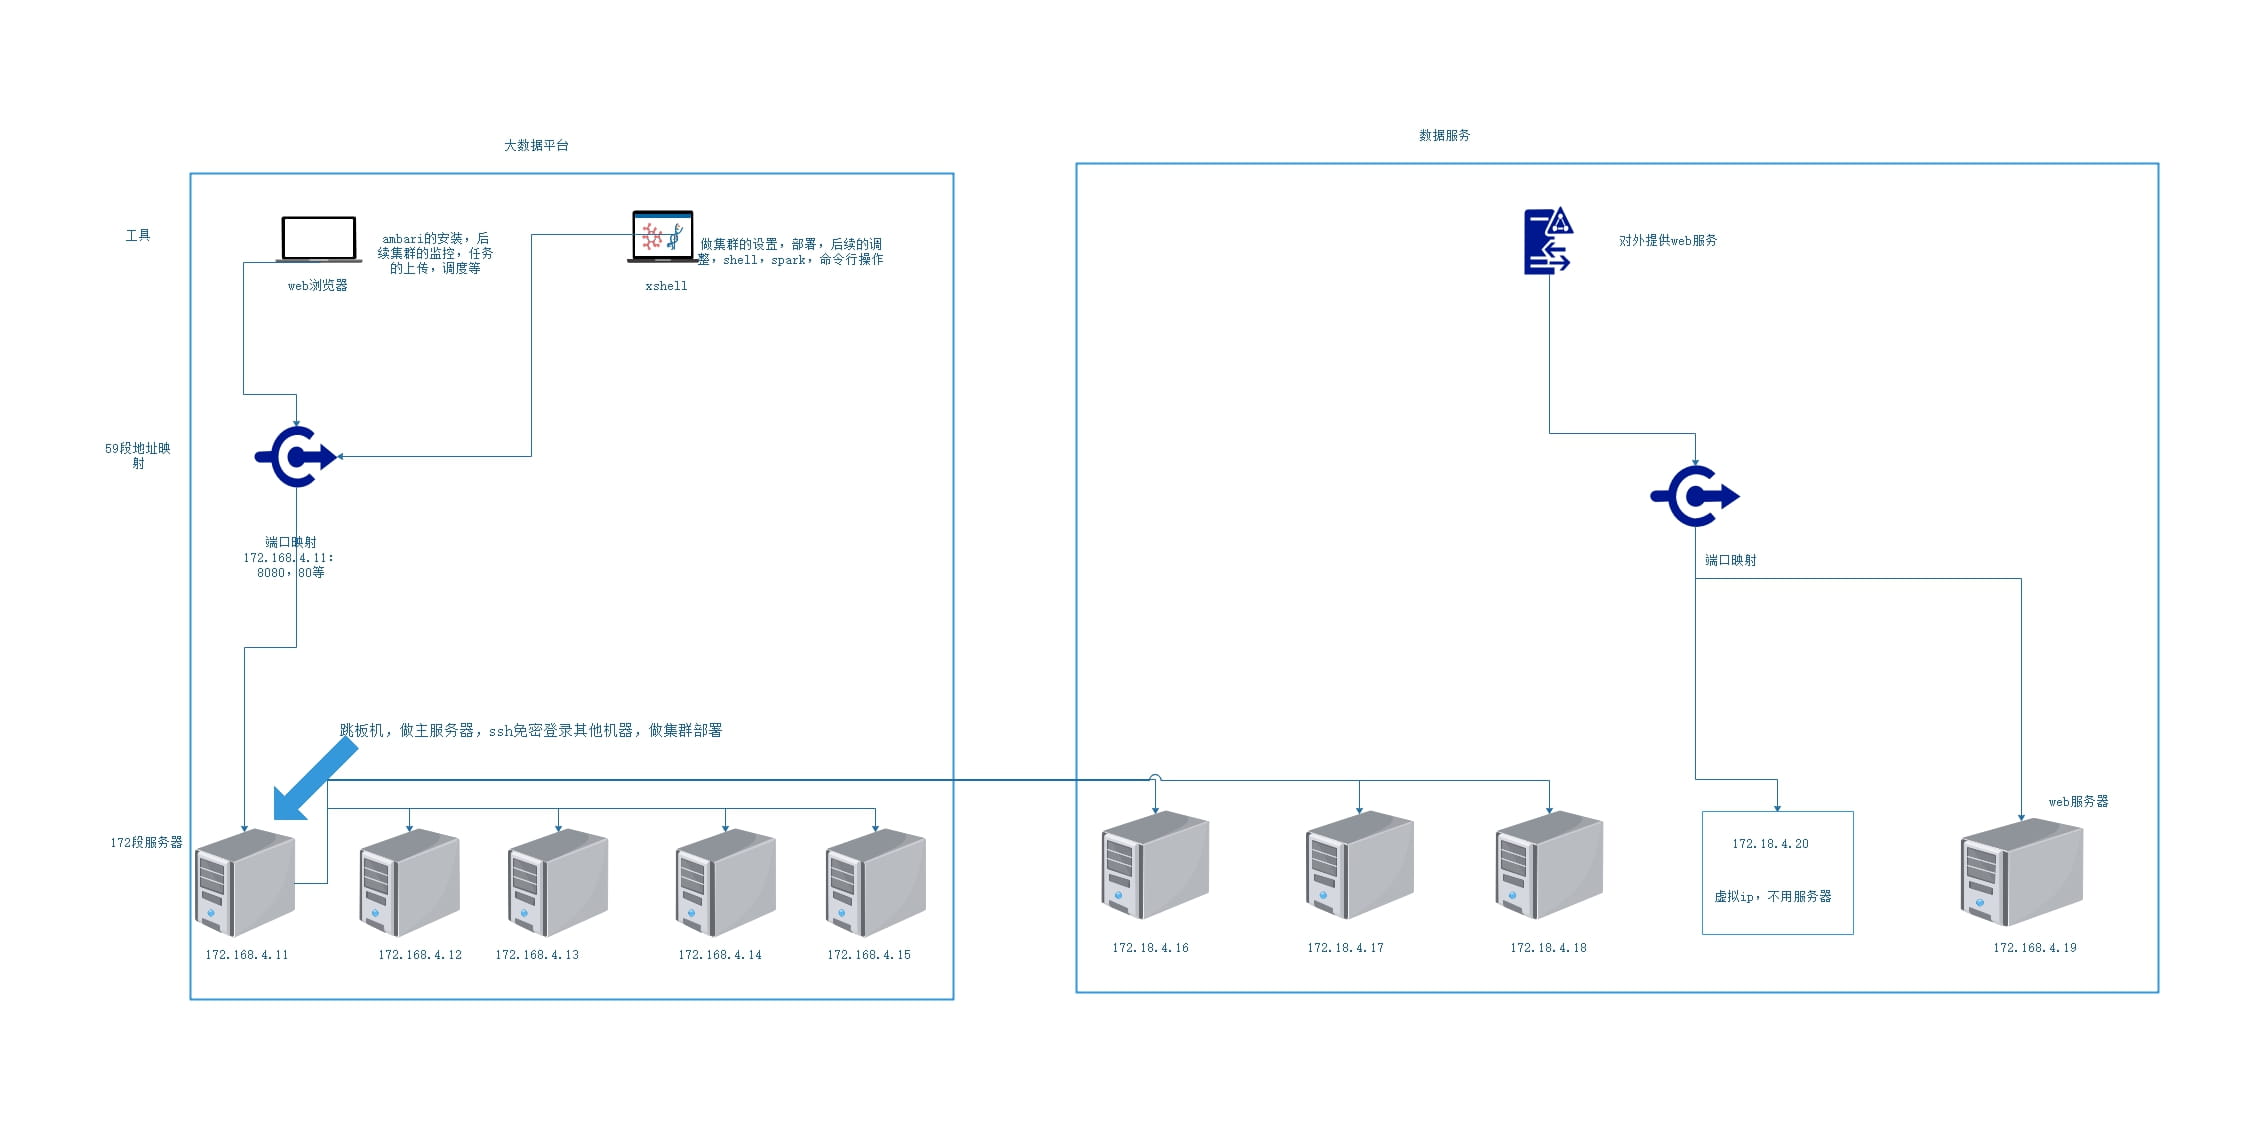 大数据平台
数据服务
工具
ambari的安装，后
续集群的监控，任务
的上传，调度等
web浏览器
做集群的设置，部署，后续的调
整，shell，spark，命令行操作
xshell
对外提供web服务
59段地址映
射
端口映射
172.168.4.11：
8080，80等
端口映射
跳板机，做主服务器，ssh免密登录其他机器，做集群部署
172段服务器
web服务器
172.18.4.20
虚拟ip，不用服务器
172.168.4.11
172.168.4.12
172.168.4.13
172.168.4.14
172.168.4.15
172.18.4.16
172.18.4.17
172.18.4.18
172.168.4.19